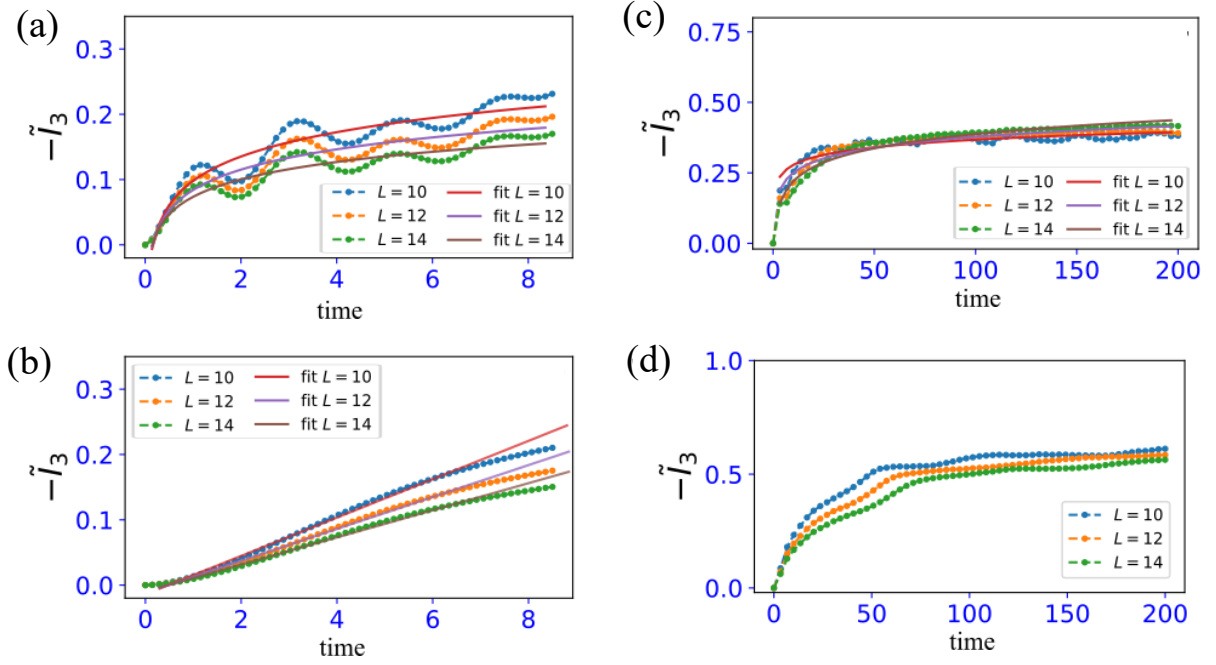 (a)
0.3
0.2
0.1
0.0
-Ĩ₃
L = 10 fit L = 10
L = 12 fit L = 12
L = 14 fit L = 14
0 2 4 6 8
time
(c)
0.75
0.50
0.25
0.00
-Ĩ₃
L = 10 fit L = 10
L = 12 fit L = 12
L = 14 fit L = 14
0 50 100 150 200
time
(b)
0.3
0.2
0.1
0.0
-Ĩ₃
L = 10 fit L = 10
L = 12 fit L = 12
L = 14 fit L = 14
0 2 4 6 8
time
(d)
1.0
0.5
0.0
-Ĩ₃
L = 10
L = 12
L = 14
0 50 100 150 200
time